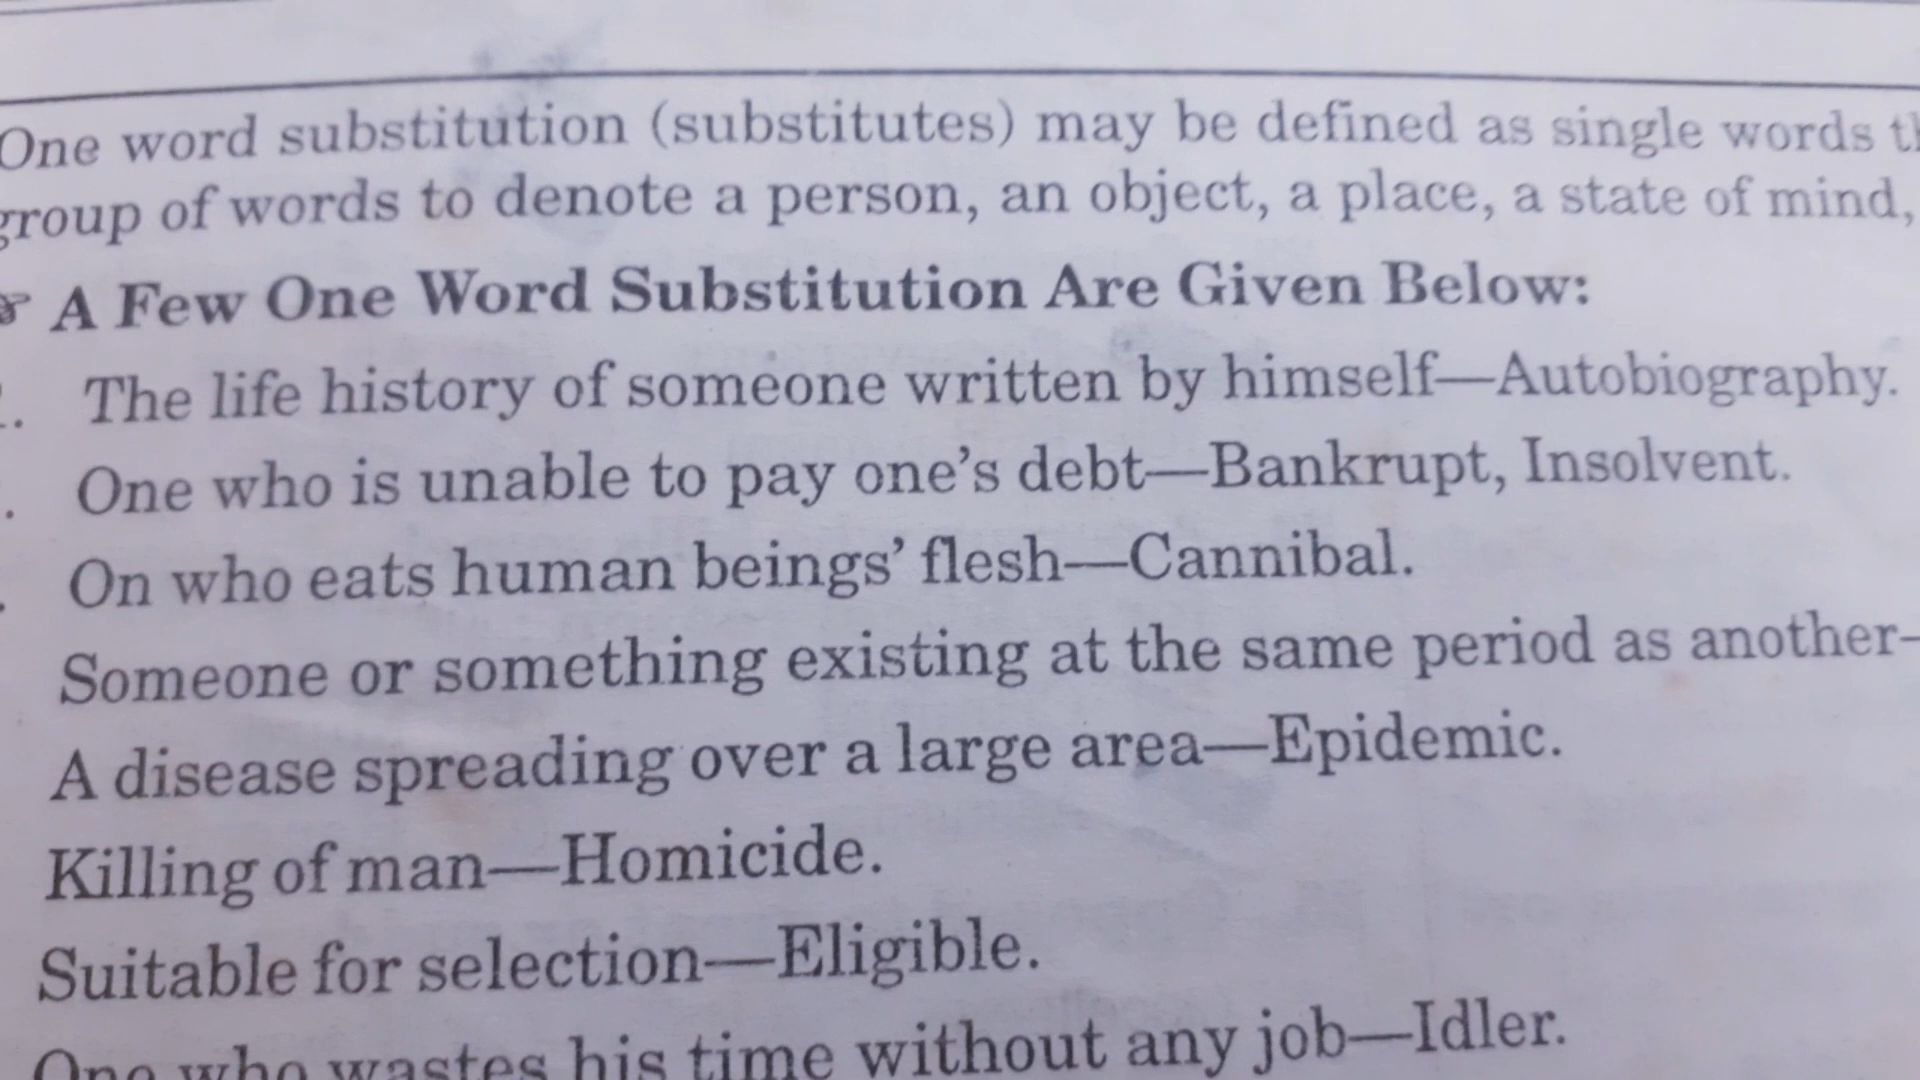 One word substitution (substitutes) may be defined as single words
group of words to denote a person, an object, a place, a state of mind,
A Few One Word Substitution Are Given Below:
The life history of someone written by himself—Autobiography.
One who is unable to pay one's debt—Bankrupt, Insolvent.
On who eats human beings' flesh—Cannibal.
Someone or something existing at the same period as another—
A disease spreading over a large area—Epidemic.
Killing of man—Homicide.
Suitable for selection—Eligible.
One who wastes his time without any job—Idler.